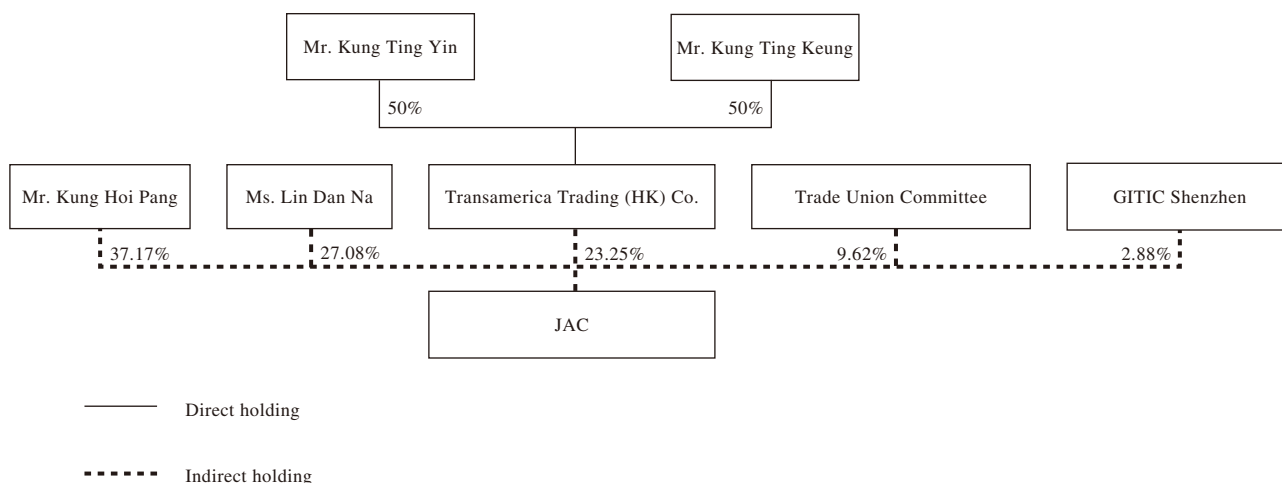 Mr. Kung Ting Yin
Mr. Kung Ting Keung
50%
50%
Mr. Kung Hoi Pang
Ms. Lin Dan Na
Transamerica Trading (HK) Co.
Trade Union Committee
GITIC Shenzhen
37.17%
27.08%
23.25%
9.62%
2.88%
JAC
Direct holding
Indirect holding